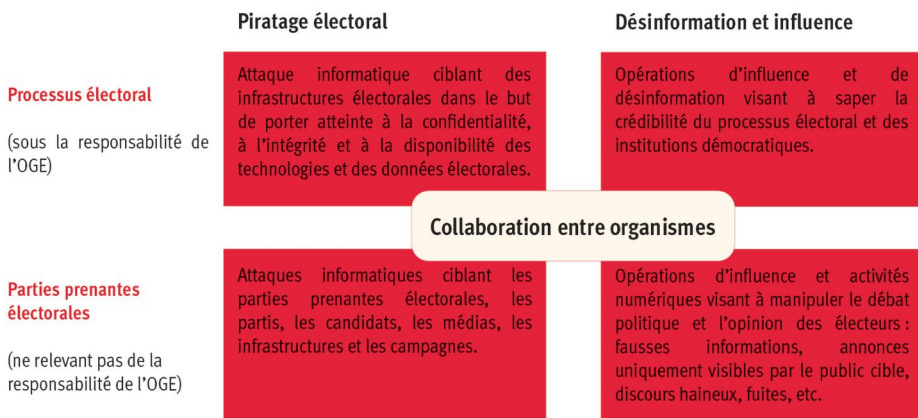 Piratage électoral
Désinformation et influence
Processus électoral
(sous la responsabilité de
l'OGE)
Attaque informatique ciblant des
infrastructures électorales dans le but
de porter atteinte à la confidentialité,
à l'intégrité et à la disponibilité des
technologies et des données électorales.
Opérations d'influence et de
désinformation visant à saper la
crédibilité du processus électoral et des
institutions démocratiques.
Collaboration entre organismes
Parties prenantes
électorales
(ne relevant pas de la
responsabilité de l'OGE)
Attaques informatiques ciblant les
parties prenantes électorales, les
partis, les candidats, les médias, les
infrastructures et les campagnes.
Opérations d'influence et activités
numériques visant à manipuler le débat
politique et l'opinion des électeurs :
fausses informations, annonces
uniquement visibles par le public cible,
discours haineux, fuites, etc.